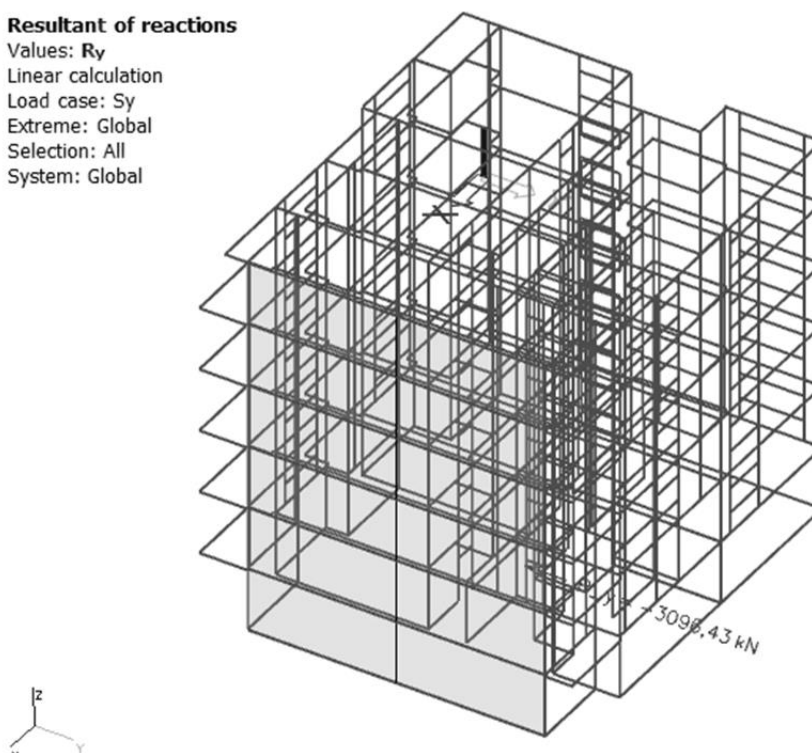 Resultant of reactions
Values: Ry
Linear calculation
Load case: Sy
Extreme: Global
Selection: All
System: Global
X
-3096,43 kN
z
Y